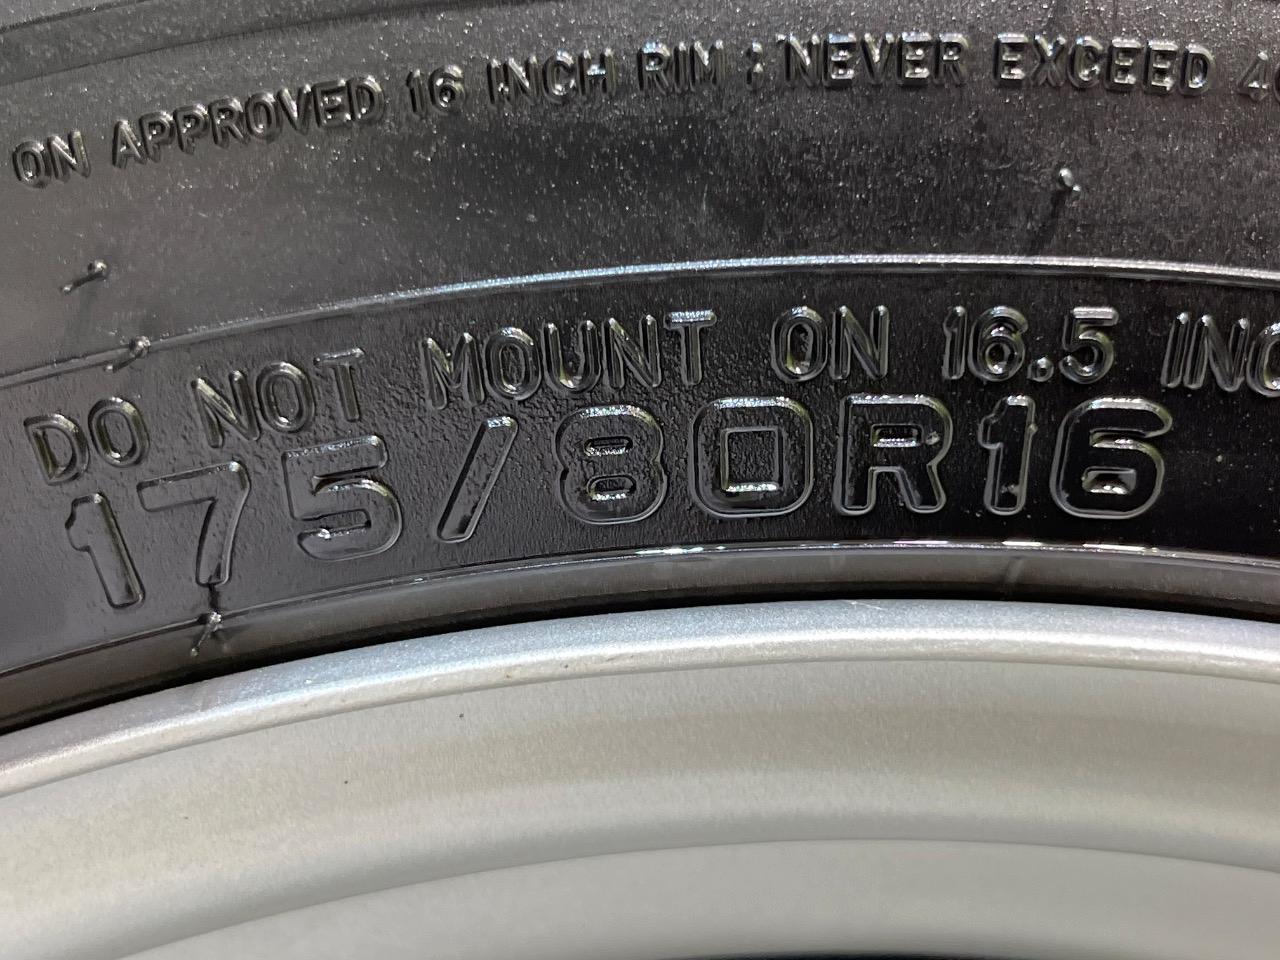 ON APPROVED 16 INCH RIM : NEVER EXCEED
DO NOT MOUNT ON 16.5
175/80R16